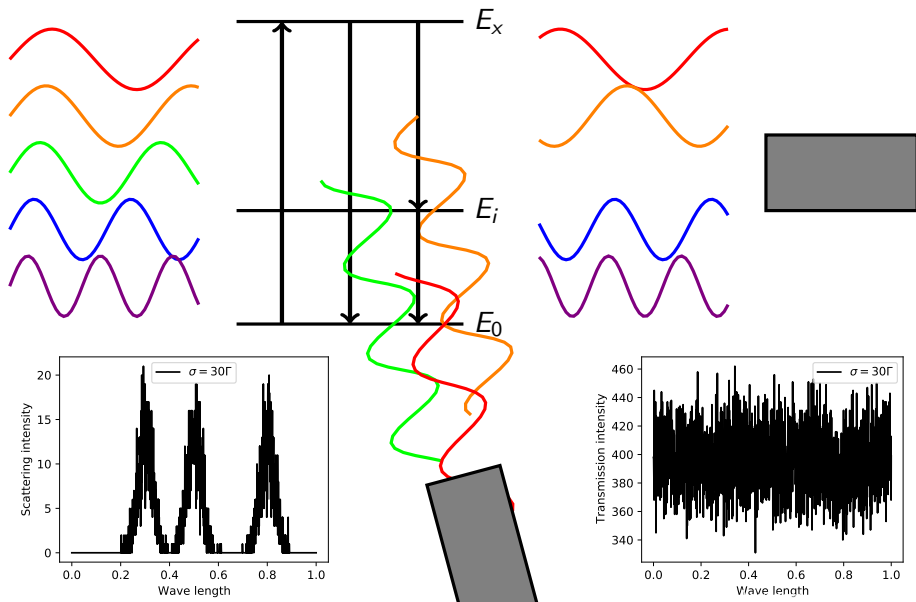 E_x
E_i
E_0
σ = 30Γ
20
15
10
5
0
Scattering intensity
0.0 0.2 0.4 0.6 0.8 1.0
Wave length
σ = 30Γ
460
440
420
400
380
360
340
Transmission intensity
0.0 0.2 0.4 0.6 0.8 1.0
Wave length